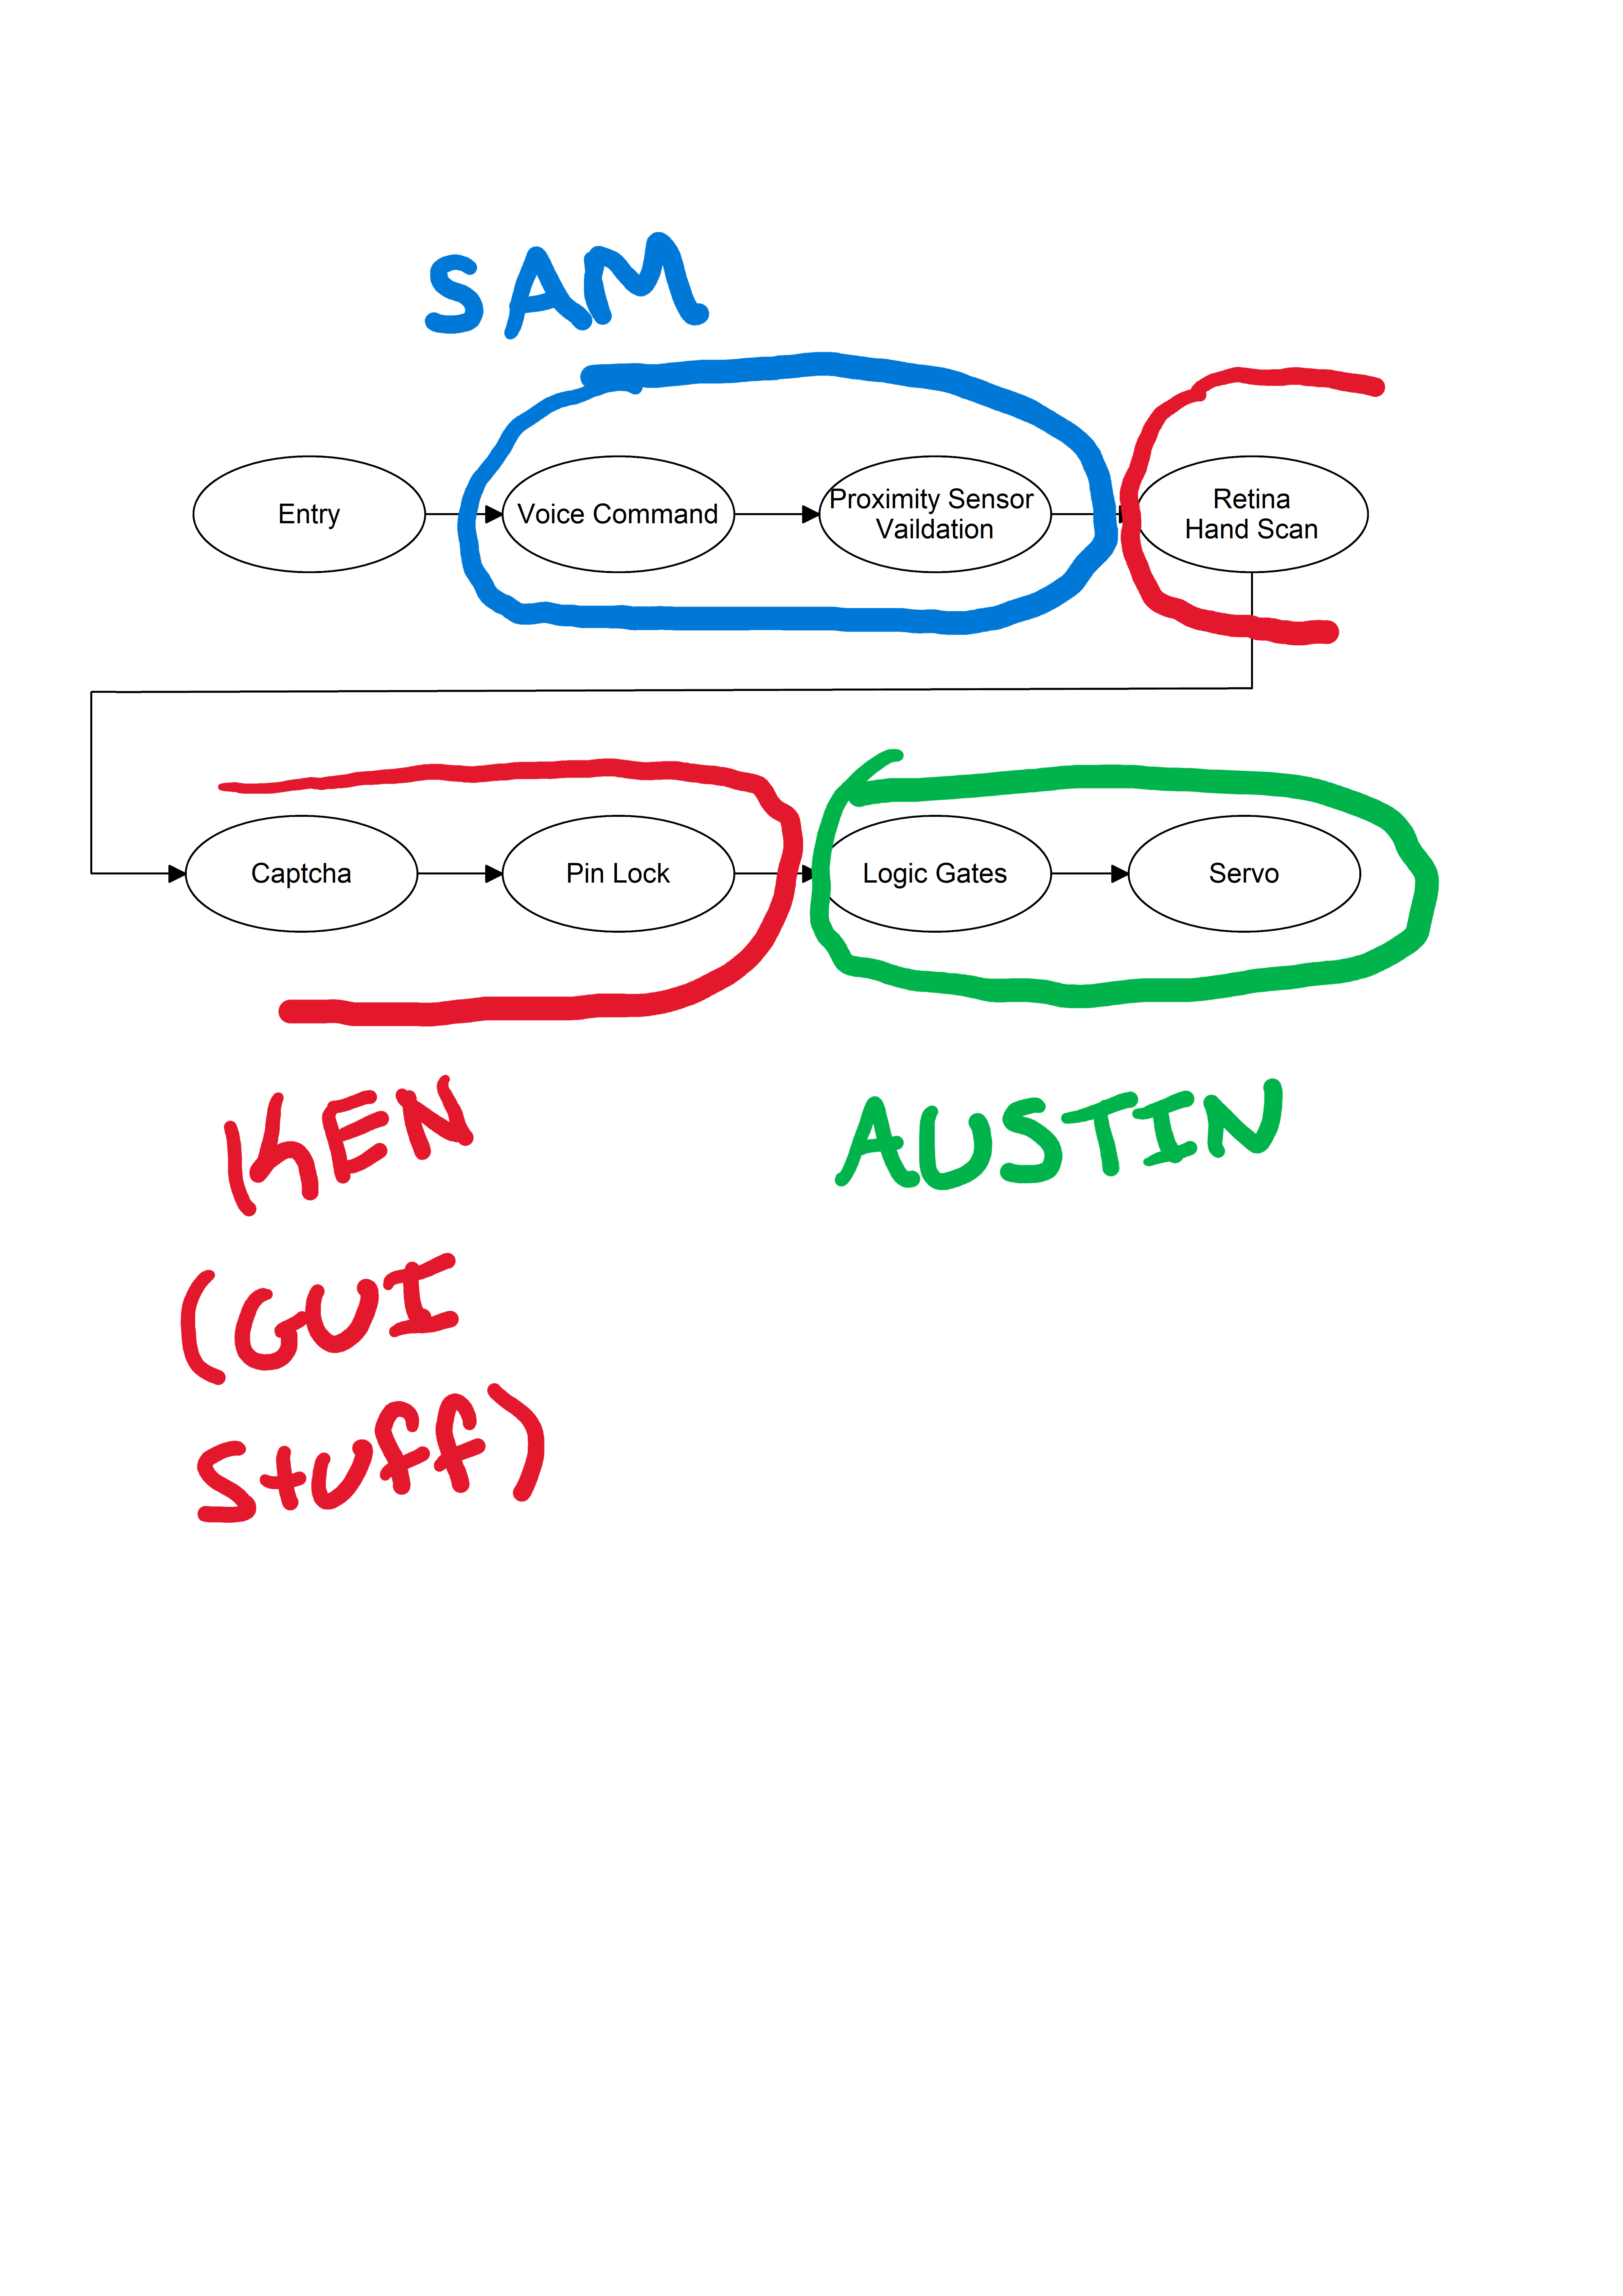 SAM
Entry
Voice Command
Proximity Sensor
Vaildation
Retina
Hand Scan
Captcha
Pin Lock
Logic Gates
Servo
KEN
(GUI
Stuff)
AUSTIN